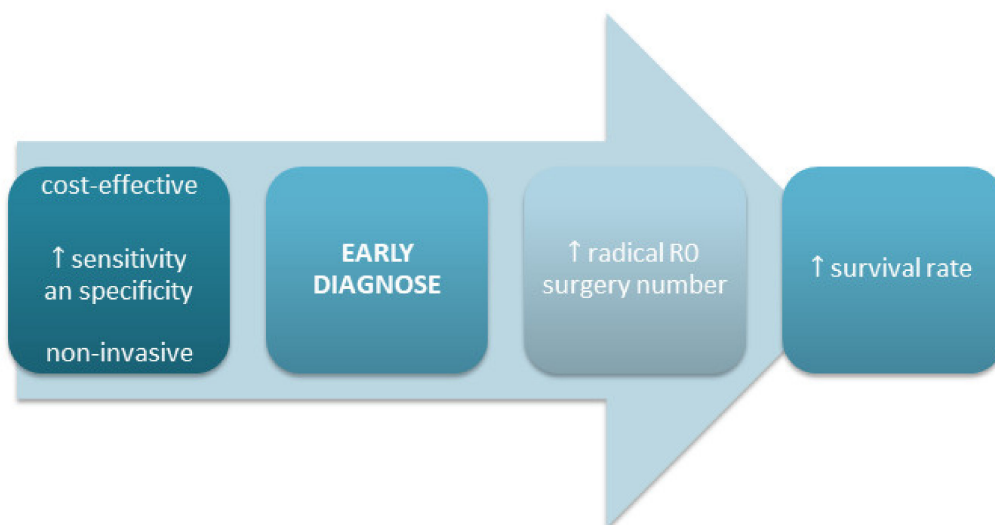 cost-effective
↑ sensitivity
an specificity
non-invasive
EARLY
DIAGNOSE
↑ radical R0
surgery number
↑ survival rate